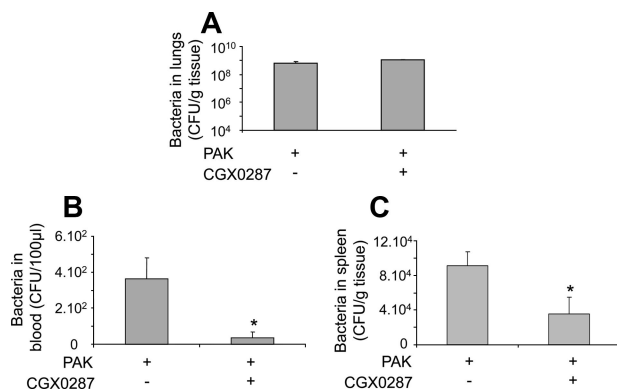 A
Bacteria in lungs
(CFU/g tissue)
10¹⁰
10⁸
10⁶
10⁴
PAK + +
CGX0287 - +
B
Bacteria in
blood (CFU/100µl)
6.10²
4.10²
2.10²
0
*
PAK + +
CGX0287 - +
C
Bacteria in spleen
(CFU/g tissue)
12.10⁴
8.10⁴
4.10⁴
0
*
PAK + +
CGX0287 - +